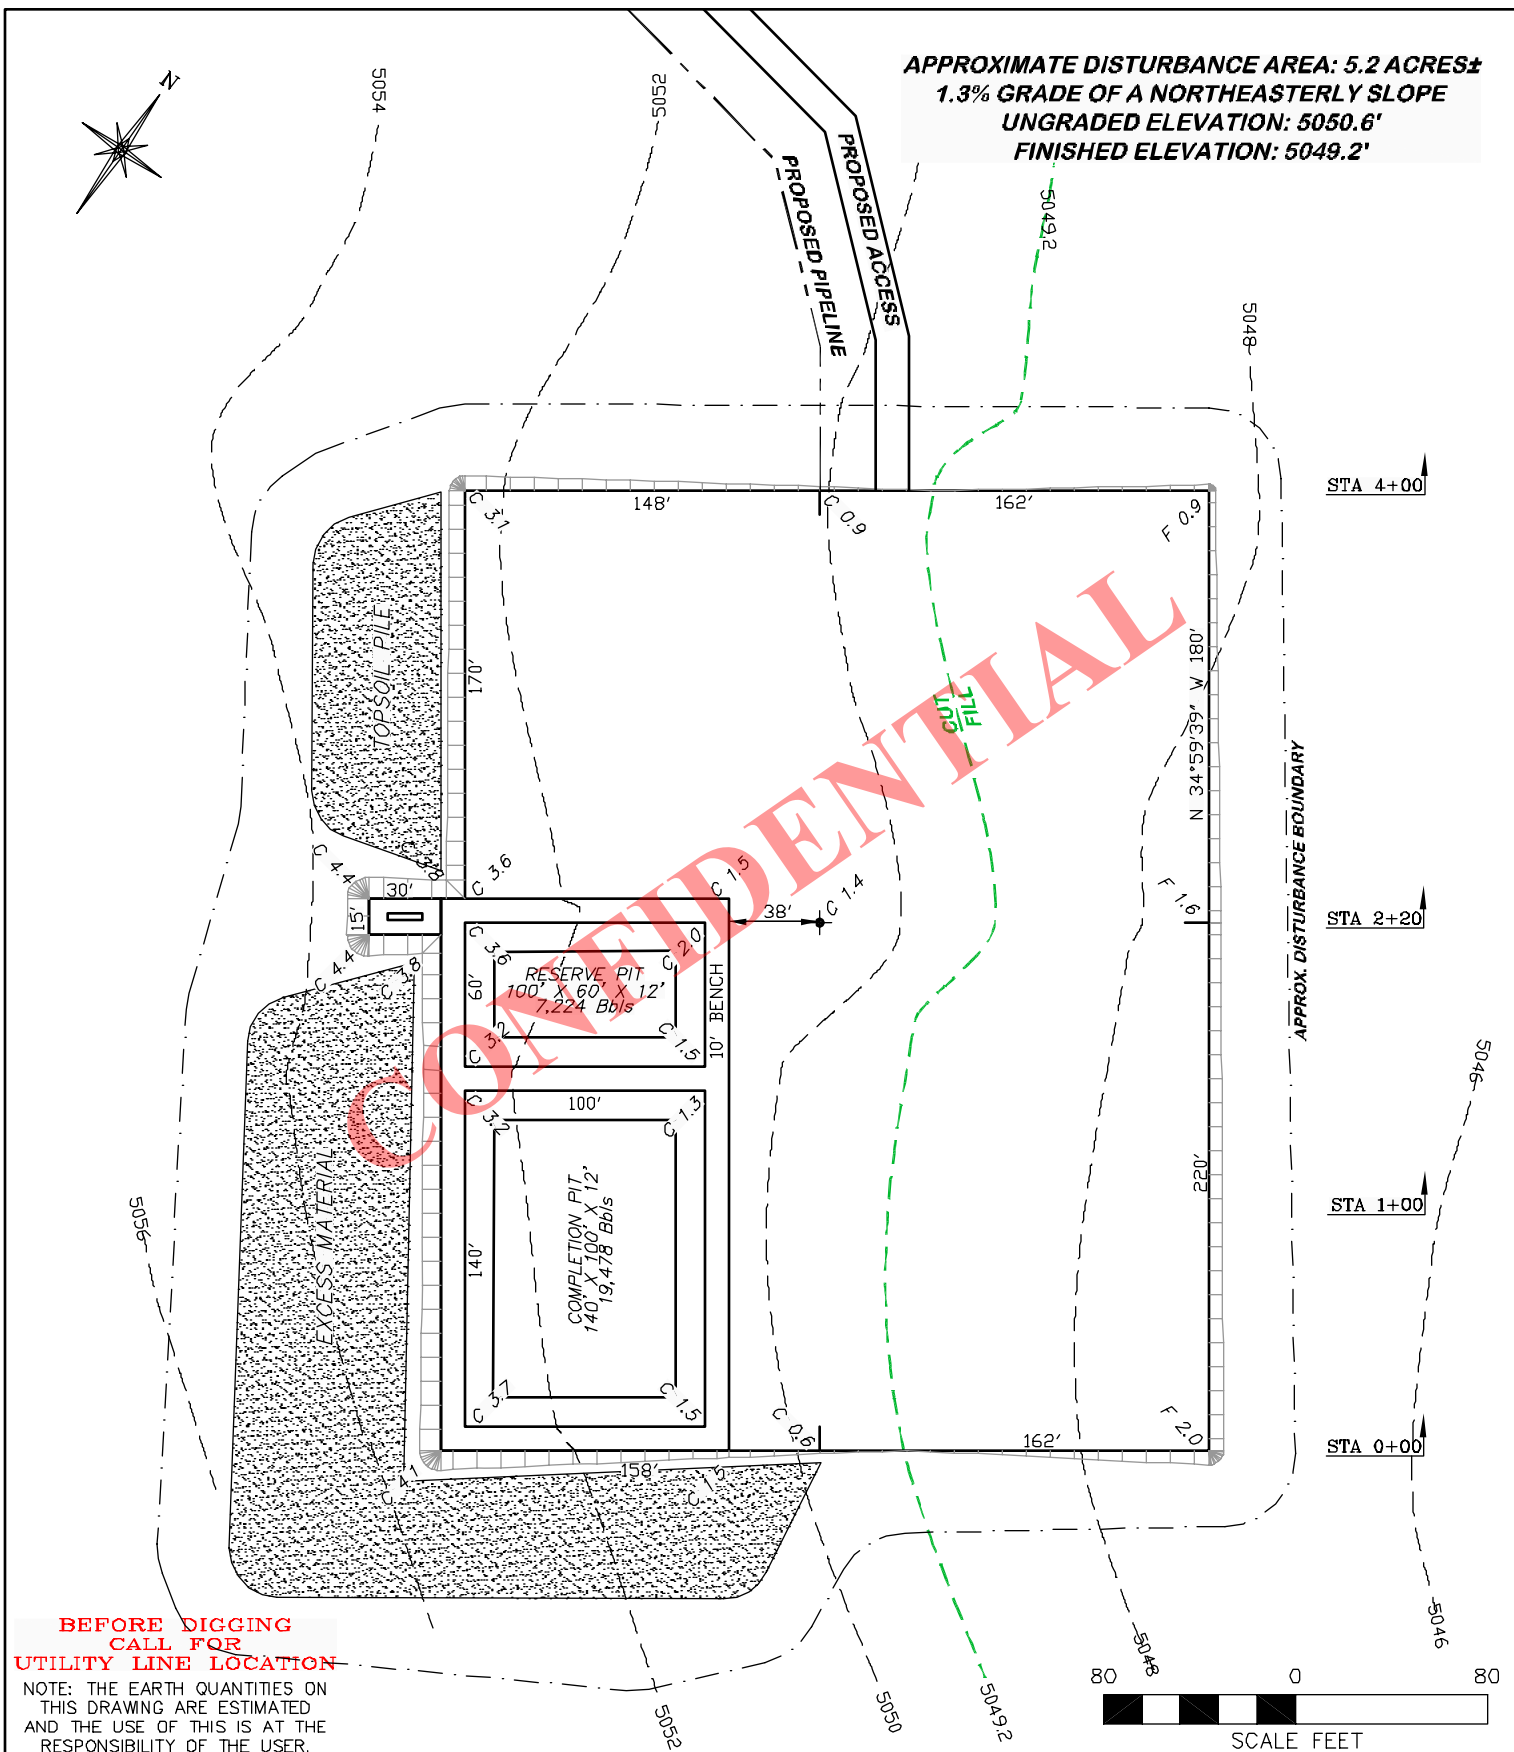 APPROXIMATE DISTURBANCE AREA: 5.2 ACRES±
1.3% GRADE OF A NORTHEASTERLY SLOPE
UNGRADED ELEVATION: 5050.6'
FINISHED ELEVATION: 5049.2'
N
5054
5052
PROPOSED PIPELINE
PROPOSED ACCESS
5049.2
5048
STA 4+00
C 3.1
148'
C 0.9
162'
F 0.9
TOPSOIL PILE
170'
N 34°59'39" W 180'
CUT
FILL
APPROX. DISTURBANCE BOUNDARY
C 4.4
C 3.8
C 3.6
C 1.5
C 1.4
F 1.6
30'
15'
38'
STA 2+20
C 4.4
C 3.8
C 3.6
C 2.0
60'
RESERVE PIT
100' X 60' X 12'
7,224 Bbls
10' BENCH
C 3.2
C 1.5
5046
CONFIDENTIAL
100'
C 3.2
C 1.3
EXCESS MATERIAL
5056
140'
COMPLETION PIT
140' X 100' X 12'
19,478 Bbls
220'
STA 1+00
C 3.7
C 1.5
C 0.6
F 2.0
162'
STA 0+00
C 4.1
158'
C 1.5
BEFORE DIGGING
CALL FOR
UTILITY LINE LOCATION
NOTE: THE EARTH QUANTITIES ON
THIS DRAWING ARE ESTIMATED
AND THE USE OF THIS IS AT THE
RESPONSIBILITY OF THE USER.
5052
5050
5049.2
5048
5046
80
0
80
SCALE FEET